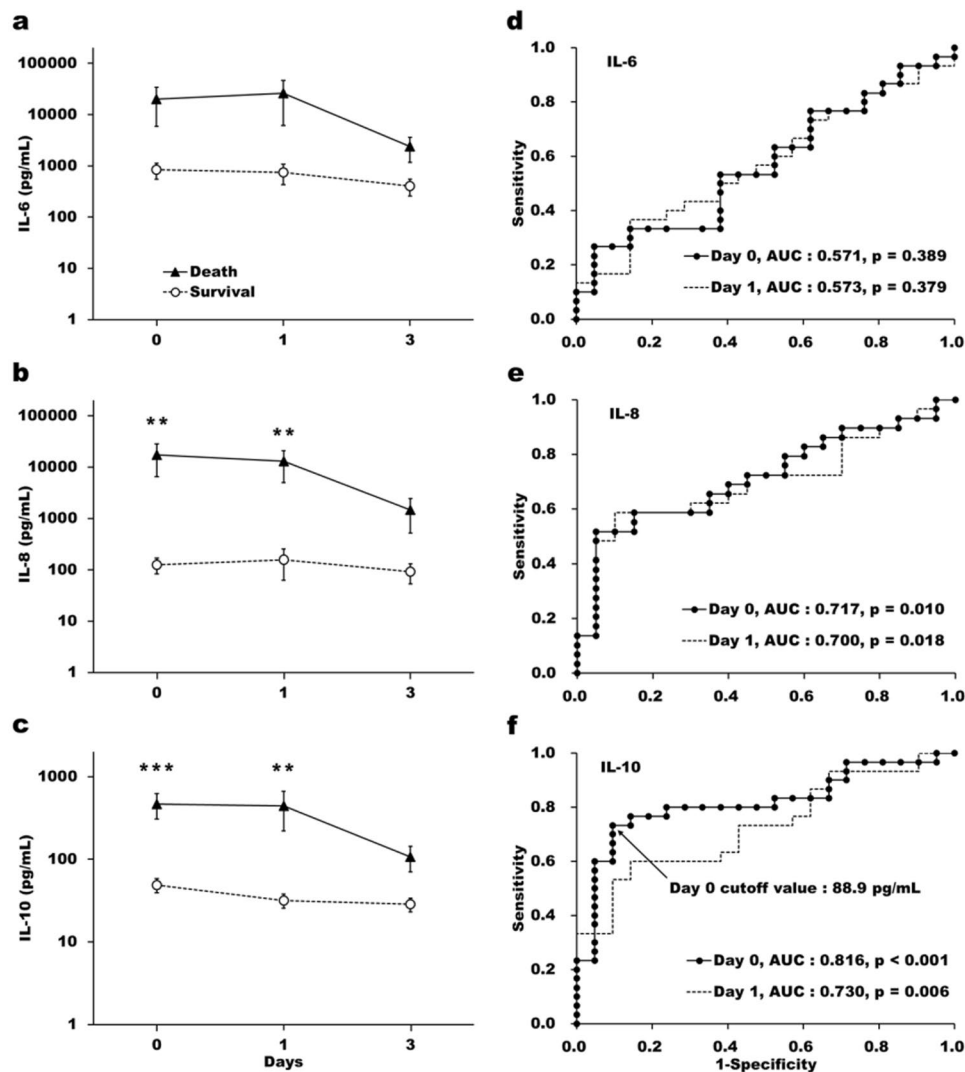 a
100000
10000
1000
100
10
1
IL-6 (pg/mL)
Death
Survival
0 1 3
d
IL-6
1.0
0.8
0.6
0.4
0.2
0.0
Sensitivity
Day 0, AUC : 0.571, p = 0.389
Day 1, AUC : 0.573, p = 0.379
0.0 0.2 0.4 0.6 0.8 1.0
b
100000
10000
1000
100
10
1
IL-8 (pg/mL)
** **
0 1 3
e
IL-8
1.0
0.8
0.6
0.4
0.2
0.0
Sensitivity
Day 0, AUC : 0.717, p = 0.010
Day 1, AUC : 0.700, p = 0.018
0.0 0.2 0.4 0.6 0.8 1.0
c
1000
100
10
1
IL-10 (pg/mL)
*** **
0 1 3
Days
f
IL-10
1.0
0.8
0.6
0.4
0.2
0.0
Sensitivity
Day 0 cutoff value : 88.9 pg/mL
Day 0, AUC : 0.816, p < 0.001
Day 1, AUC : 0.730, p = 0.006
0.0 0.2 0.4 0.6 0.8 1.0
1-Specificity